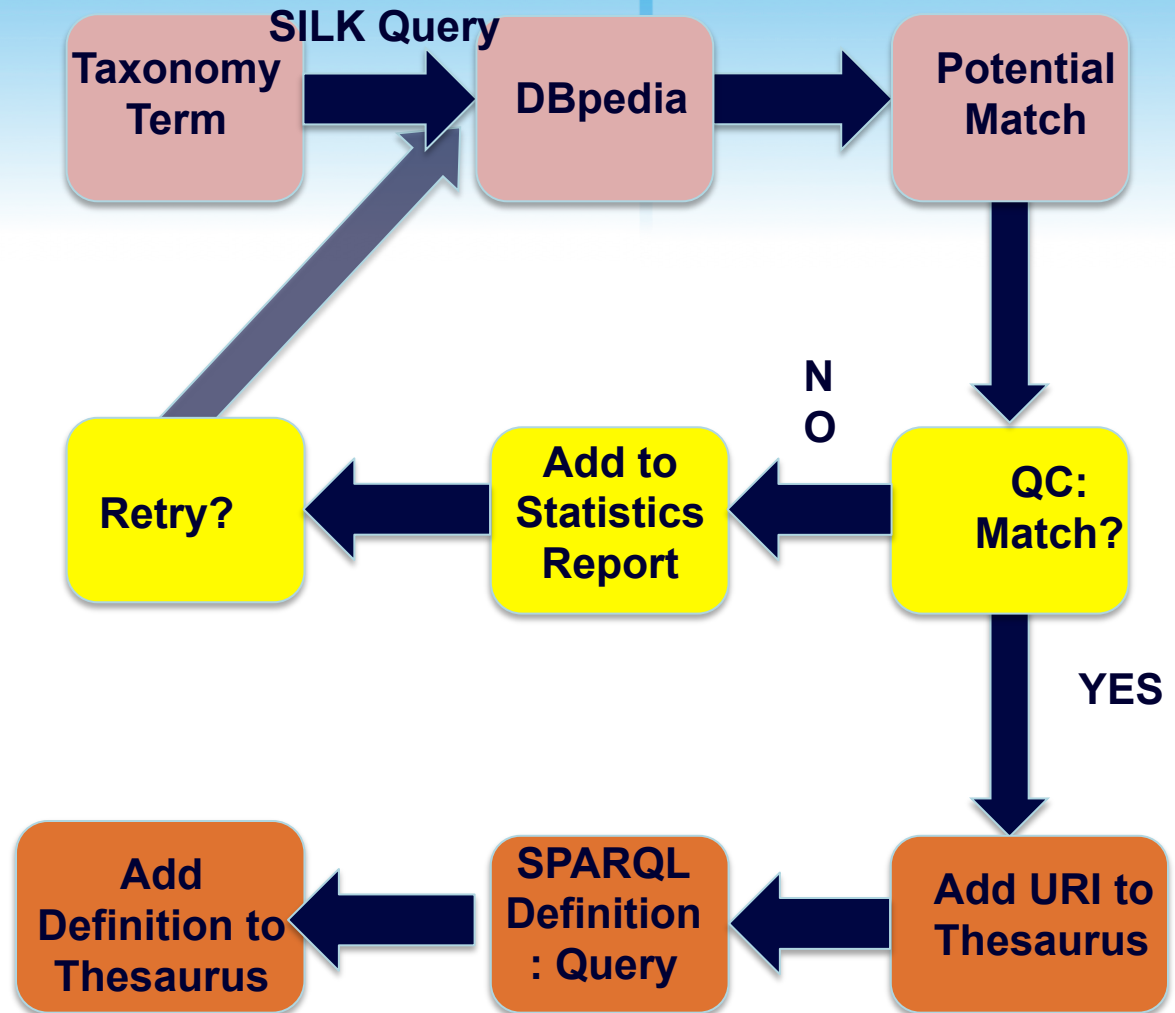 SILK Query
Taxonomy
Term
DBpedia
Potential
Match
N
O
Retry?
Add to
Statistics
Report
QC:
Match?
YES
Add
Definition to
Thesaurus
SPARQL
Definition
: Query
Add URI to
Thesaurus